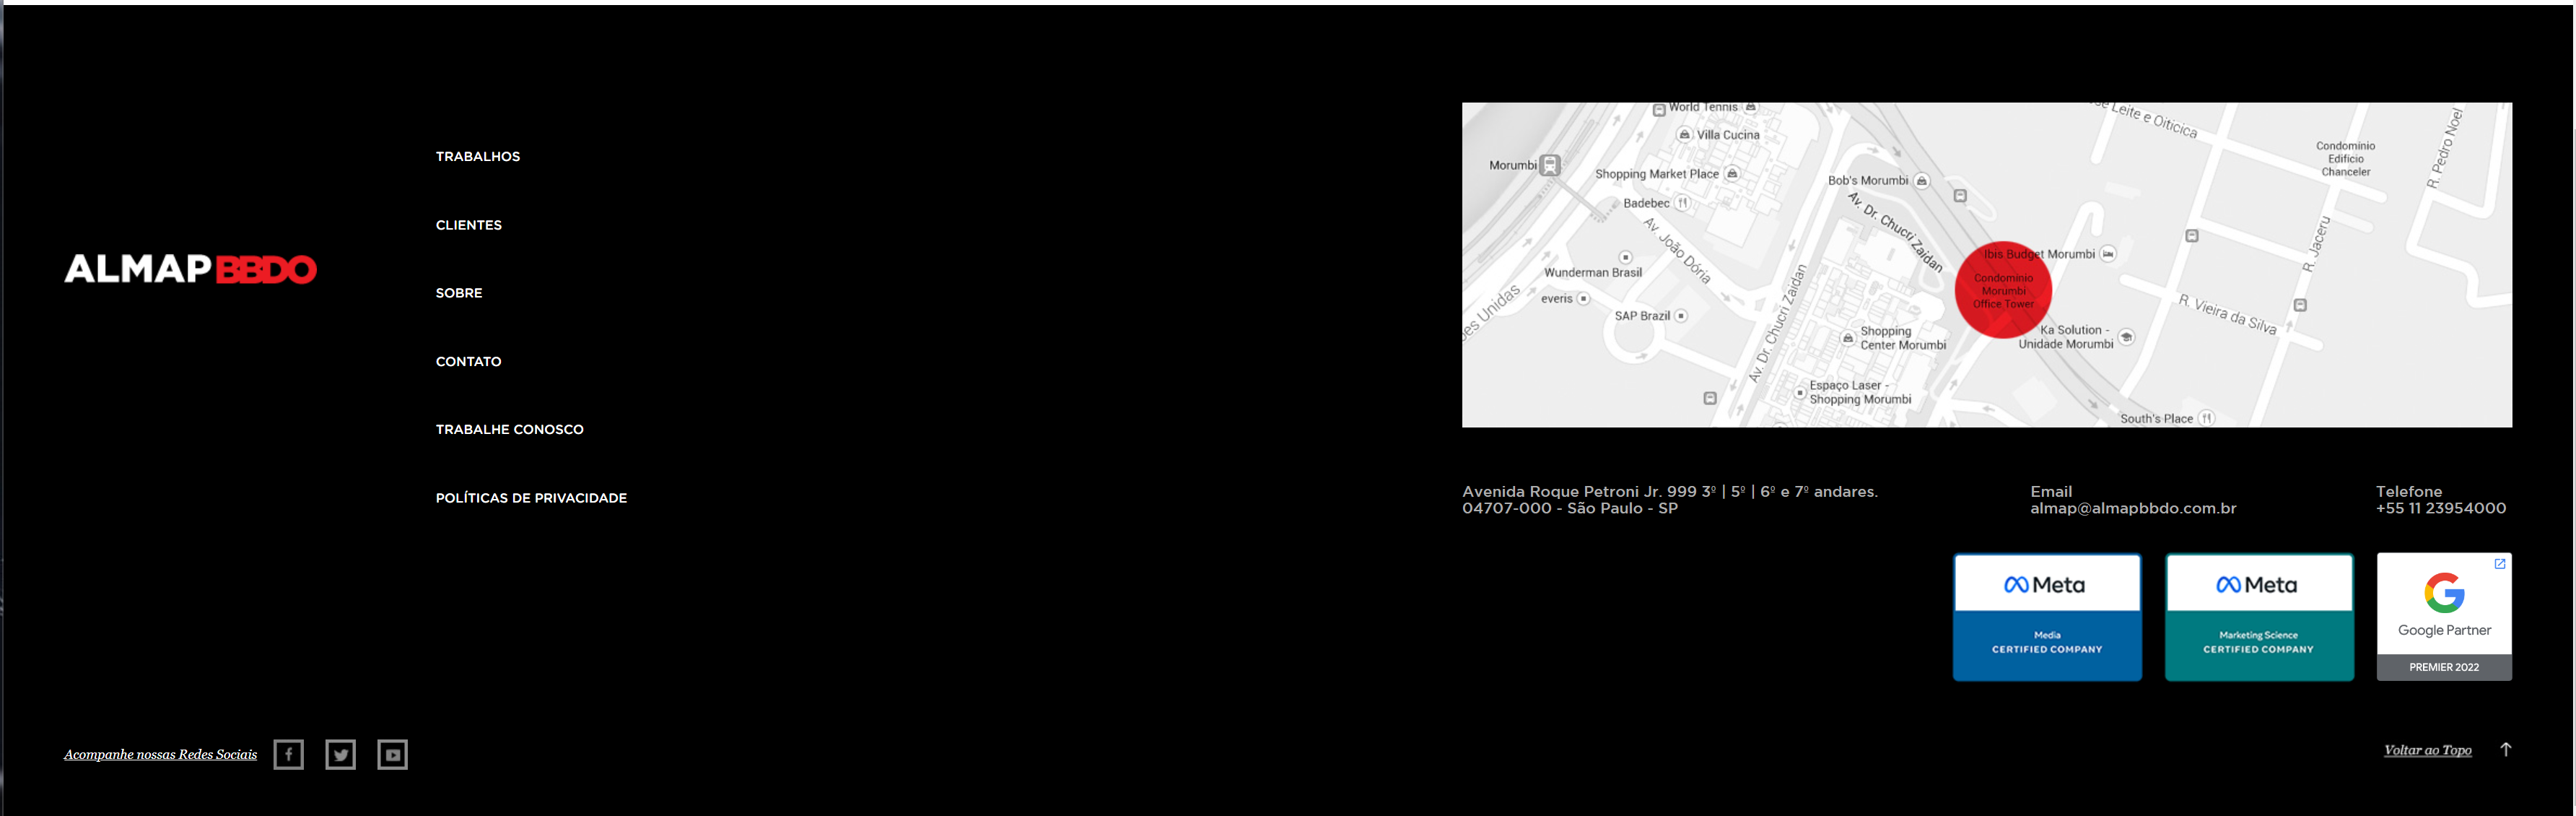 ALMAPBBDO
TRABALHOS
CLIENTES
SOBRE
CONTATO
TRABALHE CONOSCO
POLÍTICAS DE PRIVACIDADE
World Tennis
Villa Cucina
Morumbi
Shopping Market Place
Badebec
Av. João Dória
Wunderman Brasil
everis
SAP Brazil
Unidas
Bob's Morumbi
Av. Dr. Chucri Zaidan
Av. Dr. Chucri Zaidan
Shopping
Center Morumbi
Espaço Laser -
Shopping Morumbi
Ibis Budget Morumbi
Condominio
Morumbi
Office Tower
Ka Solution -
Unidade Morumbi
South's Place
Leite e Oiticica
Condominio
Edifício
Chanceler
R. Pedro Noel
R. Jaceru
R. Vieira da Silva
Avenida Roque Petroni Jr. 999 3º | 5º | 6º e 7º andares.
04707-000 - São Paulo - SP
Email
almap@almapbbdo.com.br
Telefone
+55 11 23954000
Meta
Media
CERTIFIED COMPANY
Meta
Marketing Science
CERTIFIED COMPANY
G
Google Partner
PREMIER 2022
Acompanhe nossas Redes Sociais
Voltar ao Topo